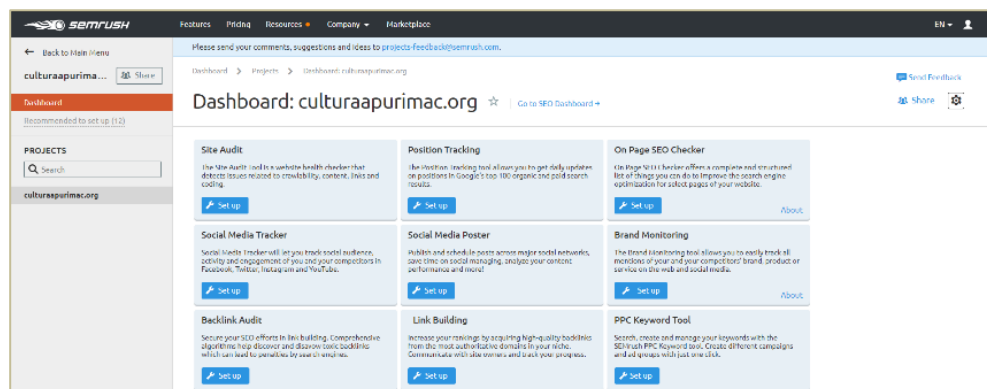 SEMRUSH Features Pricing Resources Company Marketplace EN
Back to Main Menu
culturaapurima... Share
Dashboard
Recommended to set up (12)
PROJECTS
Search
culturaapurimac.org
Please send your comments, suggestions and ideas to projects-feedback@semrush.com.
Dashboard > Projects > Dashboard: culturaapurimac.org
Send Feedback
Dashboard: culturaapurimac.org Go to SEO Dashboard →
Share
Site Audit
The Site Audit Tool is a website health checker that
detects issues related to crawlability, content, links and
coding.
Set up
Position Tracking
The Position Tracking tool allows you to get daily updates
on positions in Google's top 100 organic and paid search
results.
Set up
On Page SEO Checker
On Page SEO Checker offers a complete and structured
list of things you can do to improve the search engine
optimization for select pages of your website.
Set up
About
Social Media Tracker
Social Media Tracker will let you track social audience,
activity and engagement of you and your competitors in
Facebook, Twitter, Instagram and YouTube.
Set up
Social Media Poster
Publish and schedule posts across major social networks,
save time on social managing, analyze your content
performance and more!
Set up
Brand Monitoring
The Brand Monitoring tool allows you to easily track all
mentions of your and your competitors' brand, product or
service on the web and social media.
Set up
About
Backlink Audit
Secure your SEO efforts in link building. Comprehensive
algorithms help discover and disavow toxic backlinks
which can lead to penalties by search engines.
Set up
Link Building
Increase your rankings by acquiring high-quality backlinks
from the most authoritative domains in your niche.
Communicate with site owners and track your progress.
Set up
PPC Keyword Tool
Search, create and manage your keywords with the
SEMrush PPC Keyword tool. Create different campaigns
and ad groups with just one click.
Set up